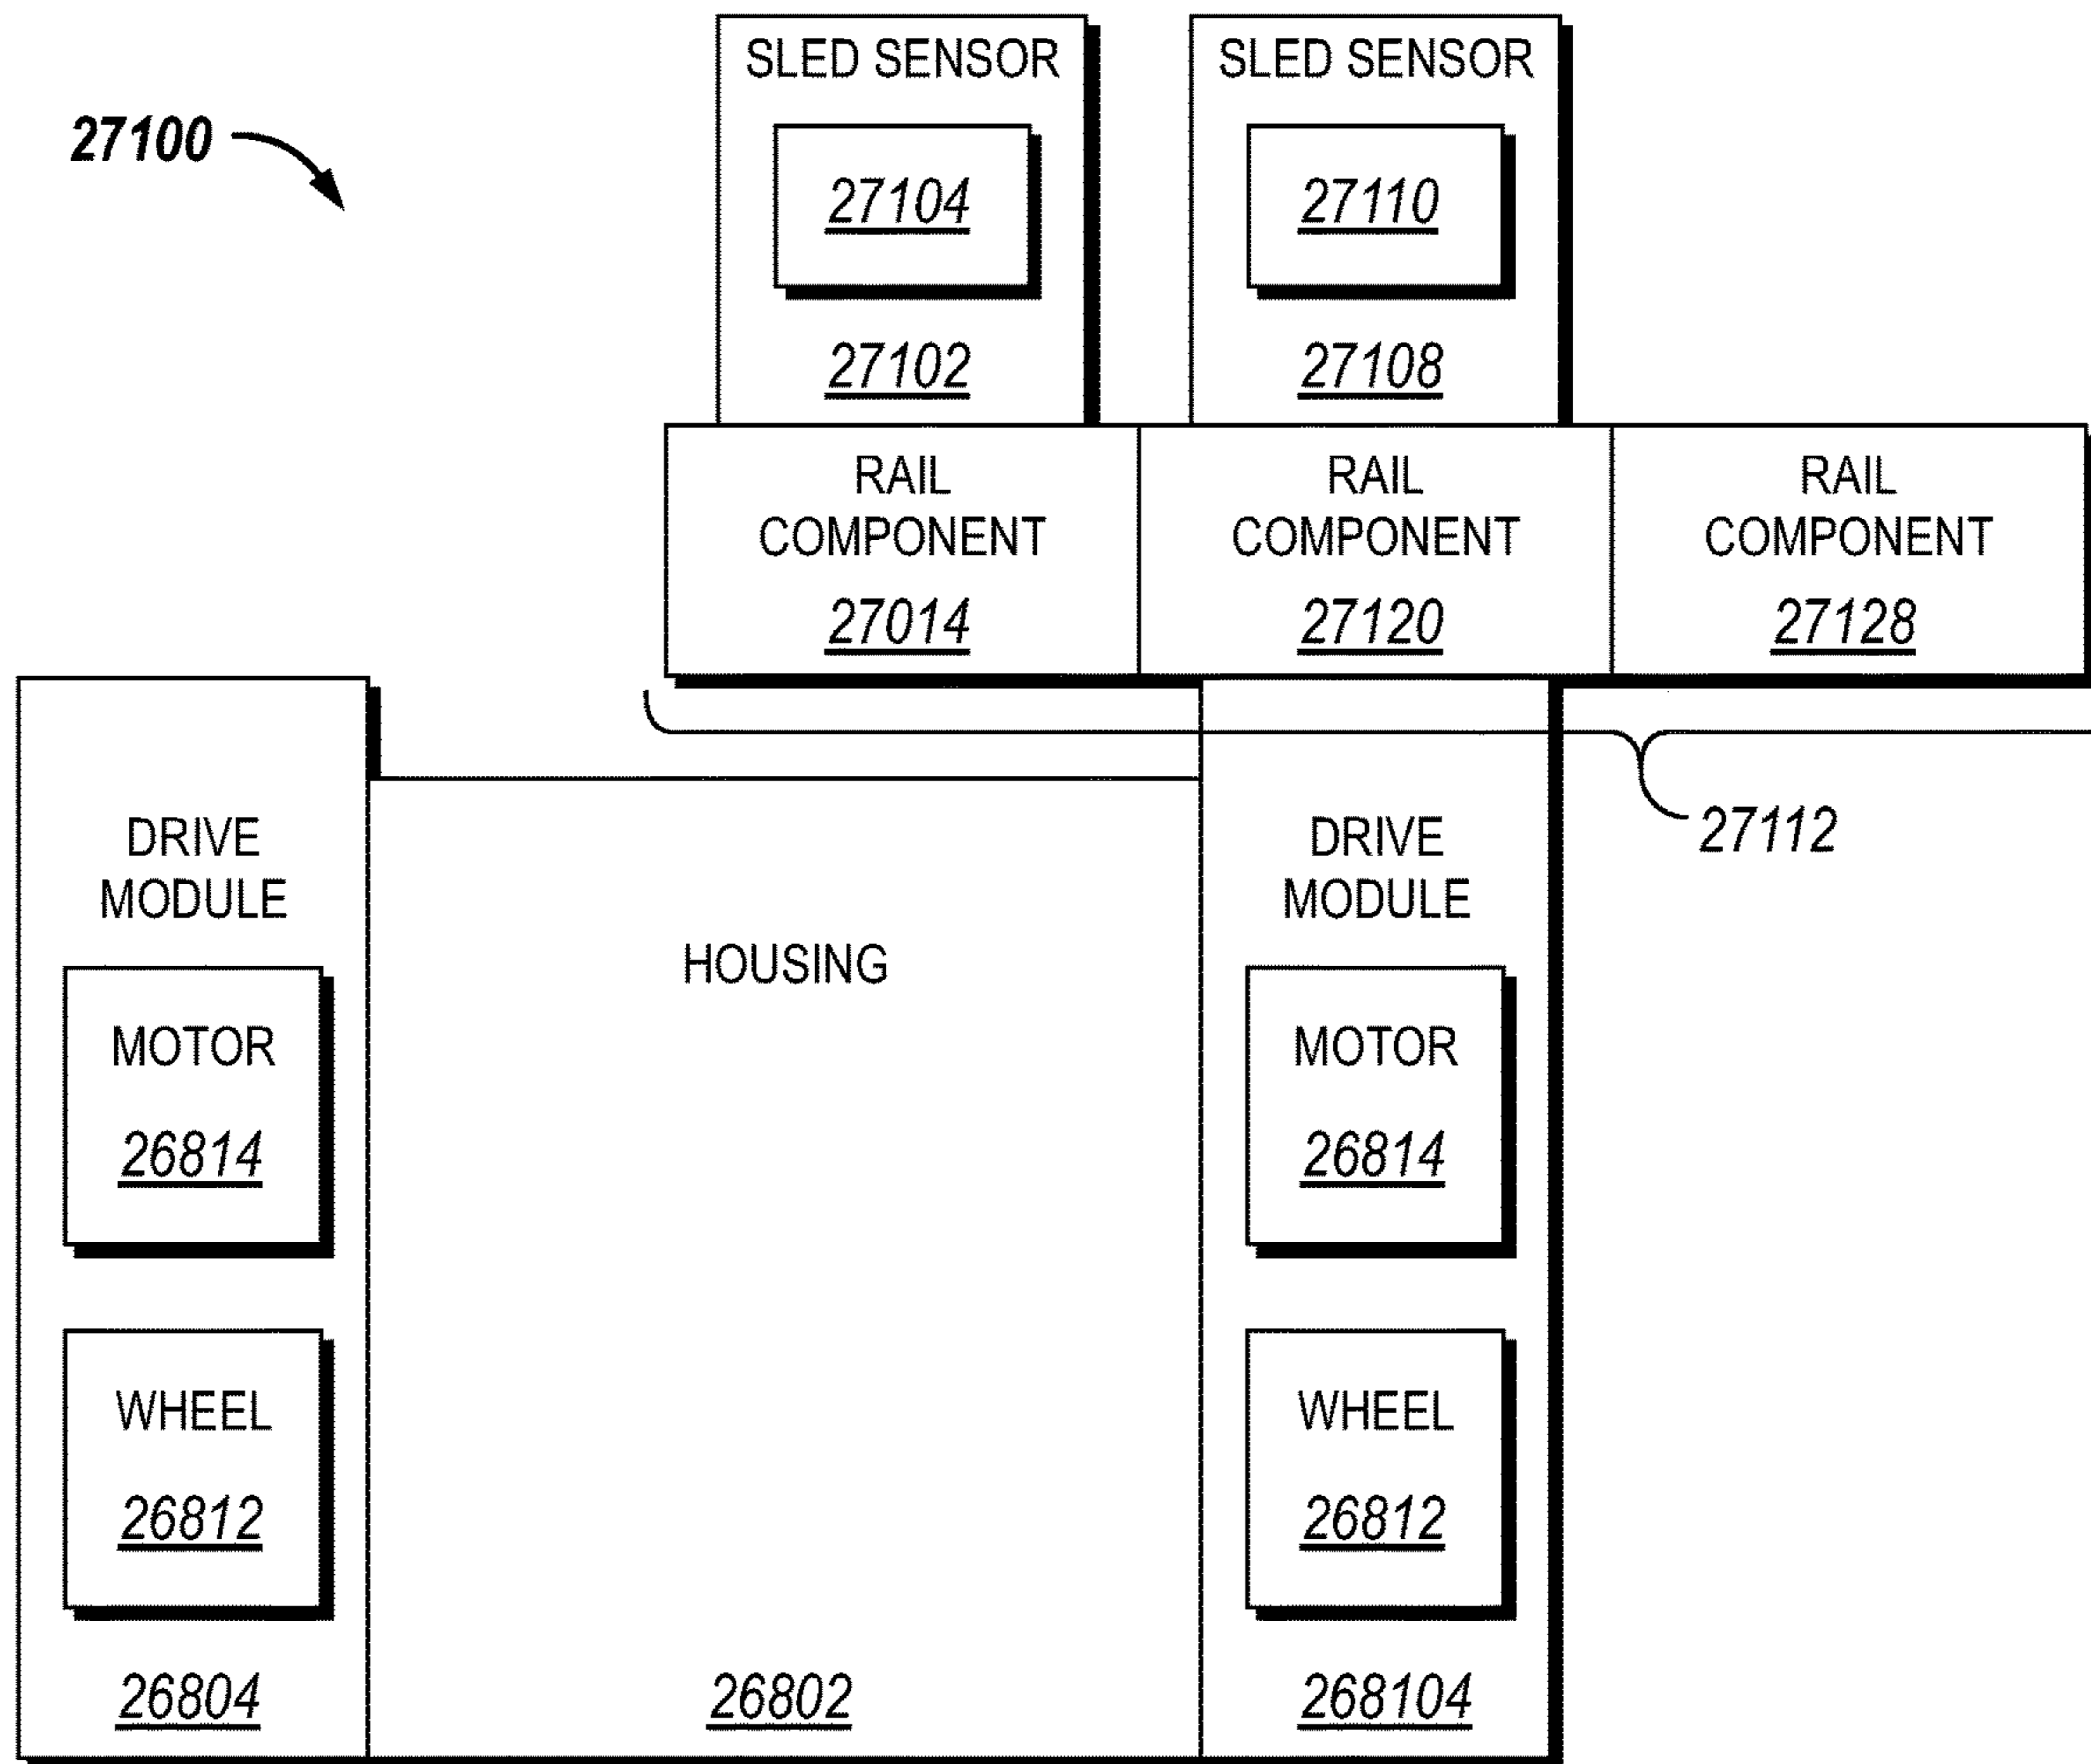 27100
SLED SENSOR
27104
27102
SLED SENSOR
27110
27108
RAIL
COMPONENT
27014
RAIL
COMPONENT
27120
RAIL
COMPONENT
27128
27112
DRIVE
MODULE
MOTOR
26814
WHEEL
26812
26804
HOUSING
26802
DRIVE
MODULE
MOTOR
26814
WHEEL
26812
268104